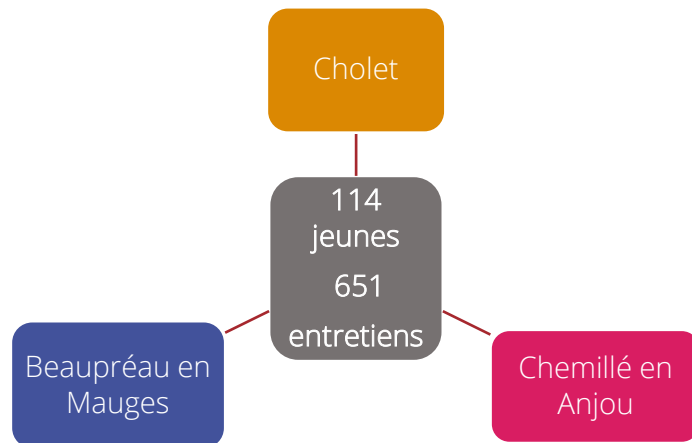 Cholet
114
jeunes
651
entretiens
Beaupréau en
Mauges
Chemillé en
Anjou